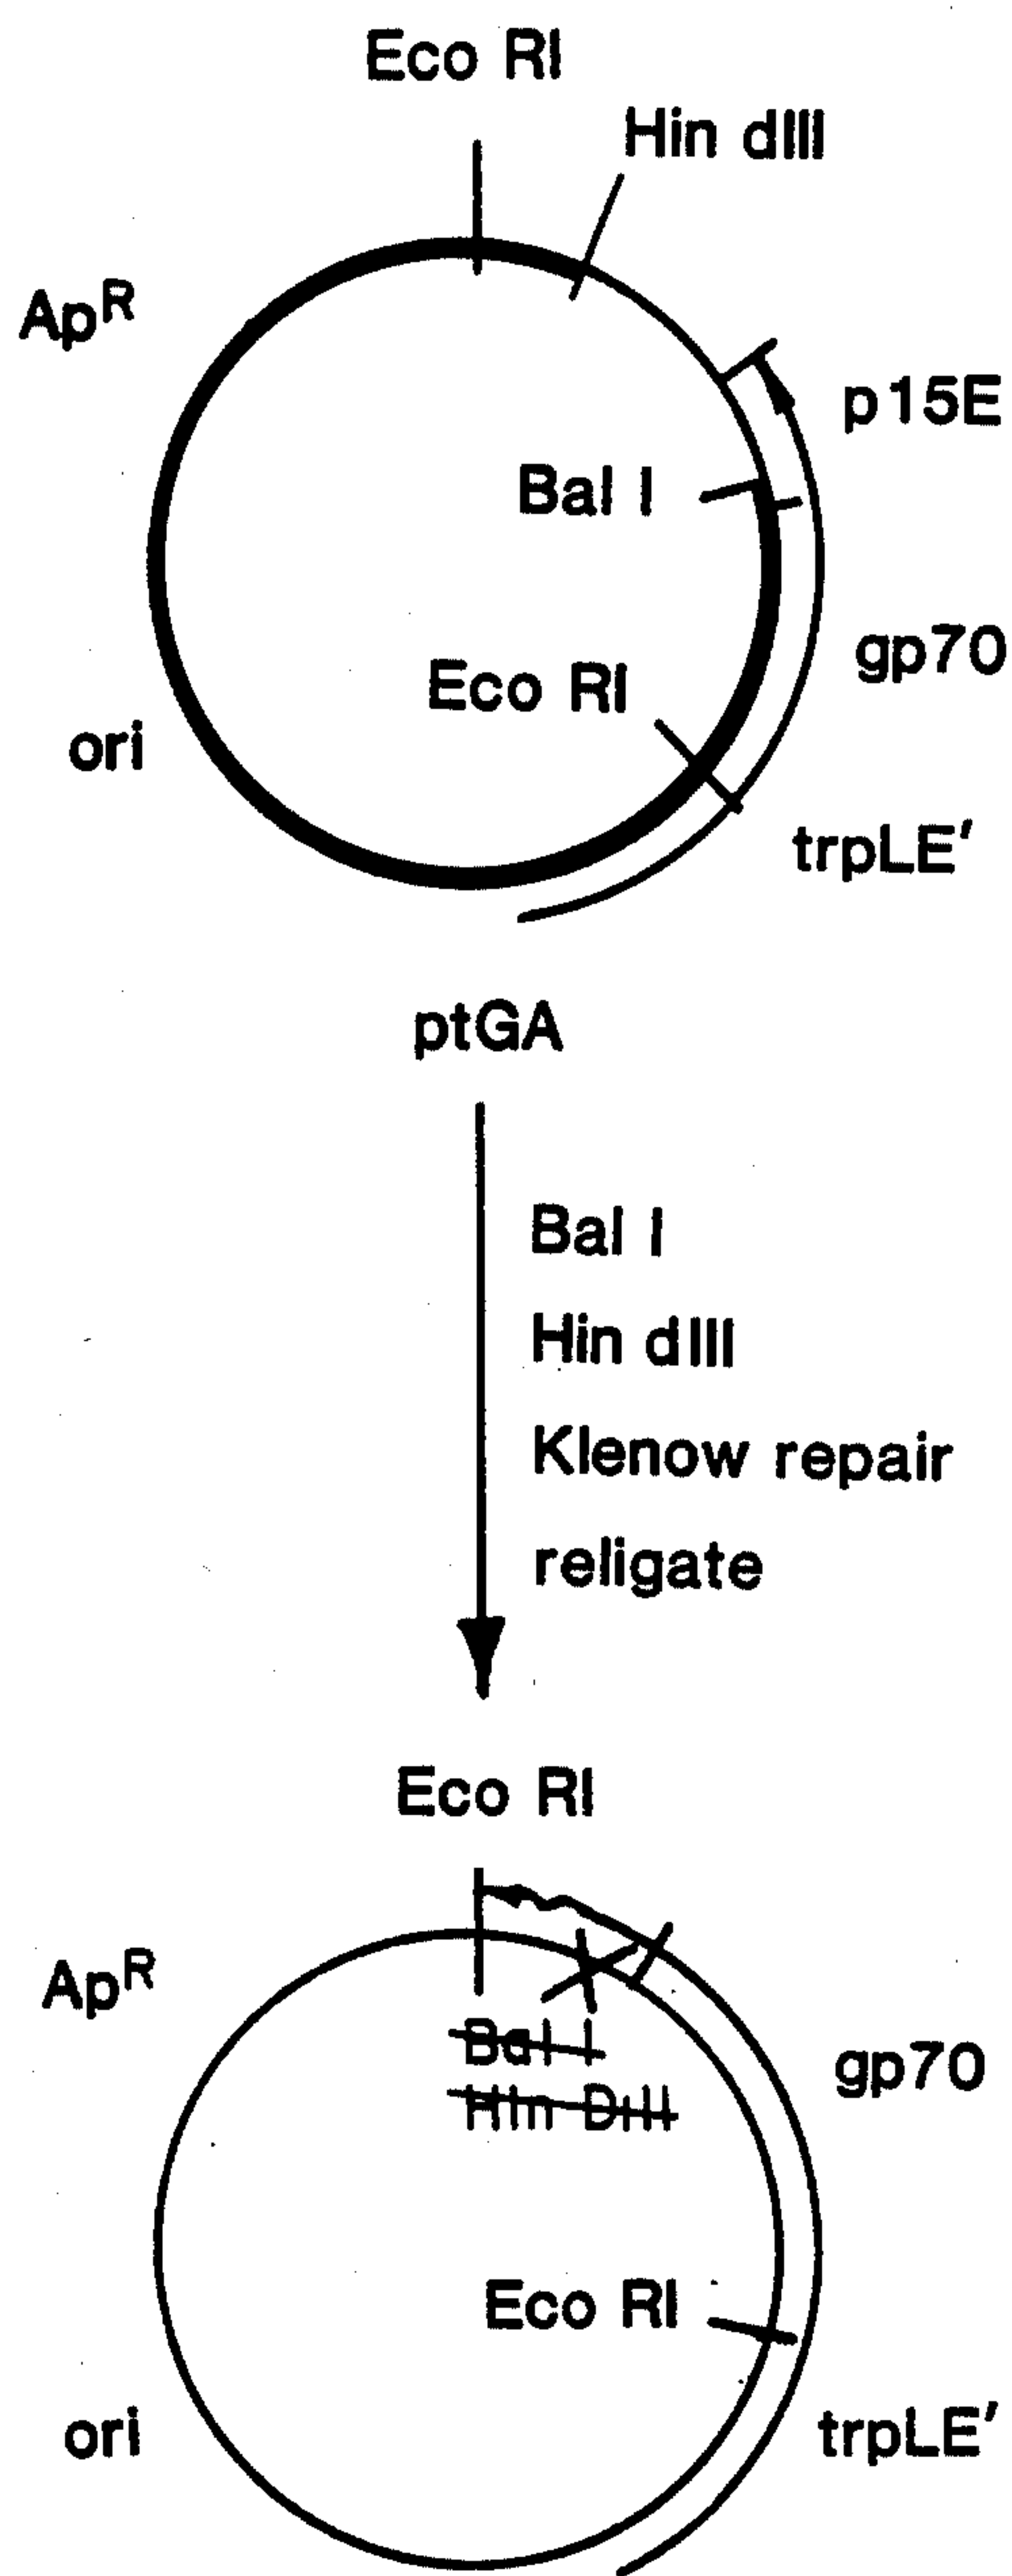 Eco RI
Hin dIII
Ap^R
p15E
Bal I
gp70
Eco RI
ori
trpLE′
ptGA
Bal I
Hin dIII
Klenow repair
religate
Eco RI
Ap^R
Bal I
HIn DIII
gp70
Eco RI
ori
trpLE′